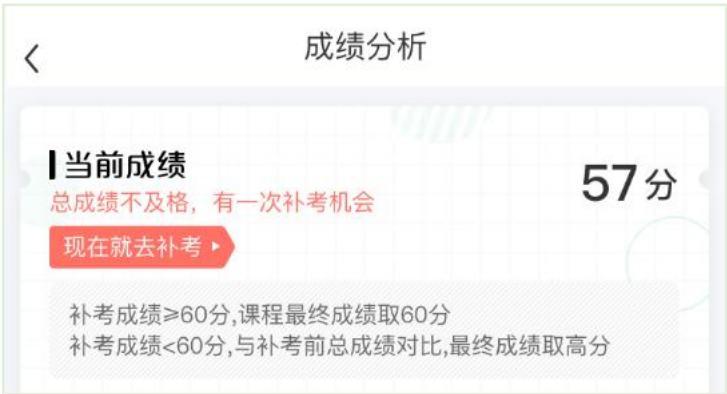 成绩分析
当前成绩
57分
总成绩不及格，有一次补考机会
现在就去补考
补考成绩≥60分,课程最终成绩取60分
补考成绩<60分,与补考前总成绩对比,最终成绩取高分